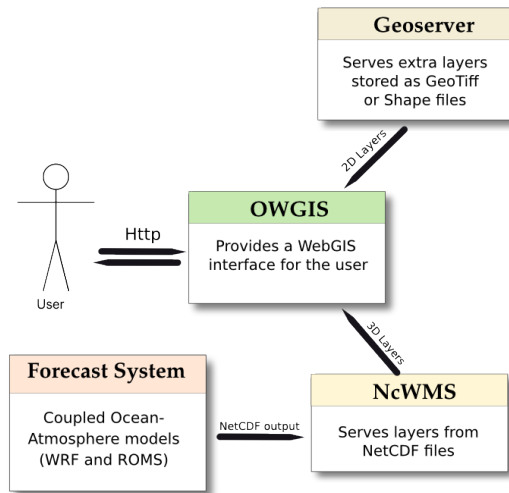 Geoserver
Serves extra layers
stored as GeoTiff
or Shape files
2D Layers
OWGIS
Provides a WebGIS
interface for the user
Http
User
3D Layers
Forecast System
Coupled Ocean-
Atmosphere models
(WRF and ROMS)
NetCDF output
NcWMS
Serves layers from
NetCDF files